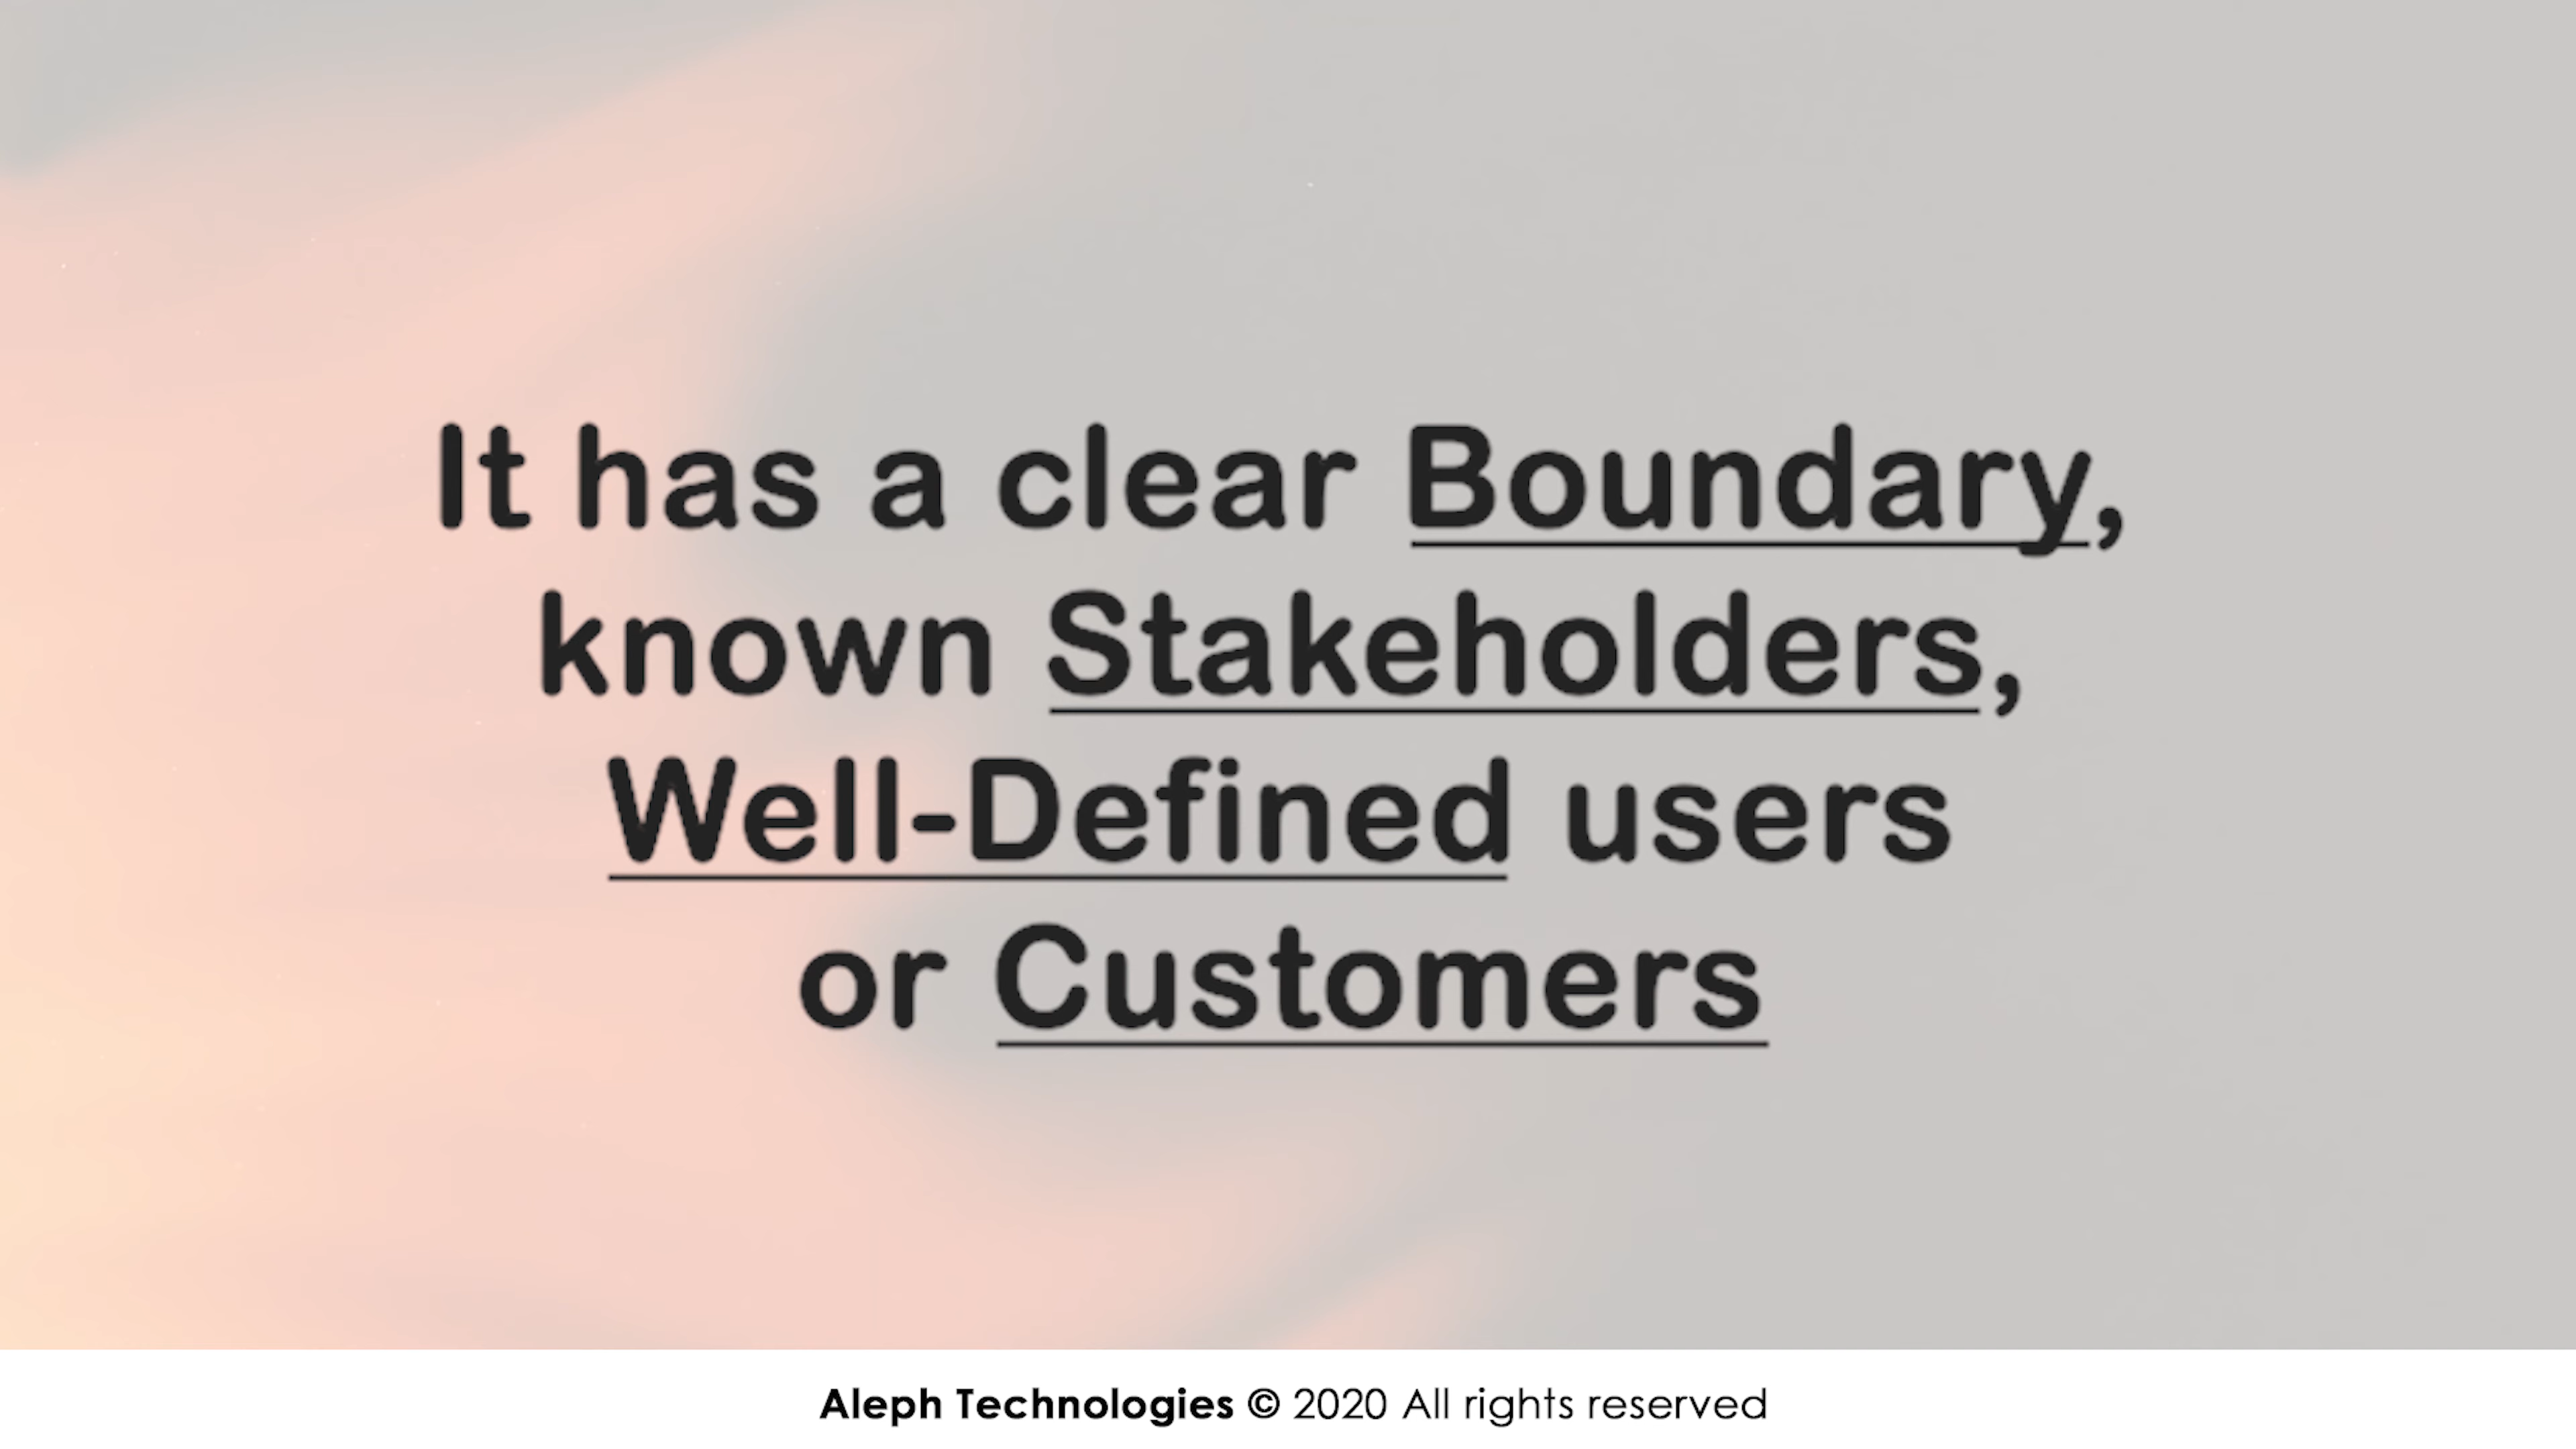 It has a clear Boundary,
known Stakeholders,
Well-Defined users
or Customers
Aleph Technologies © 2020 All rights reserved